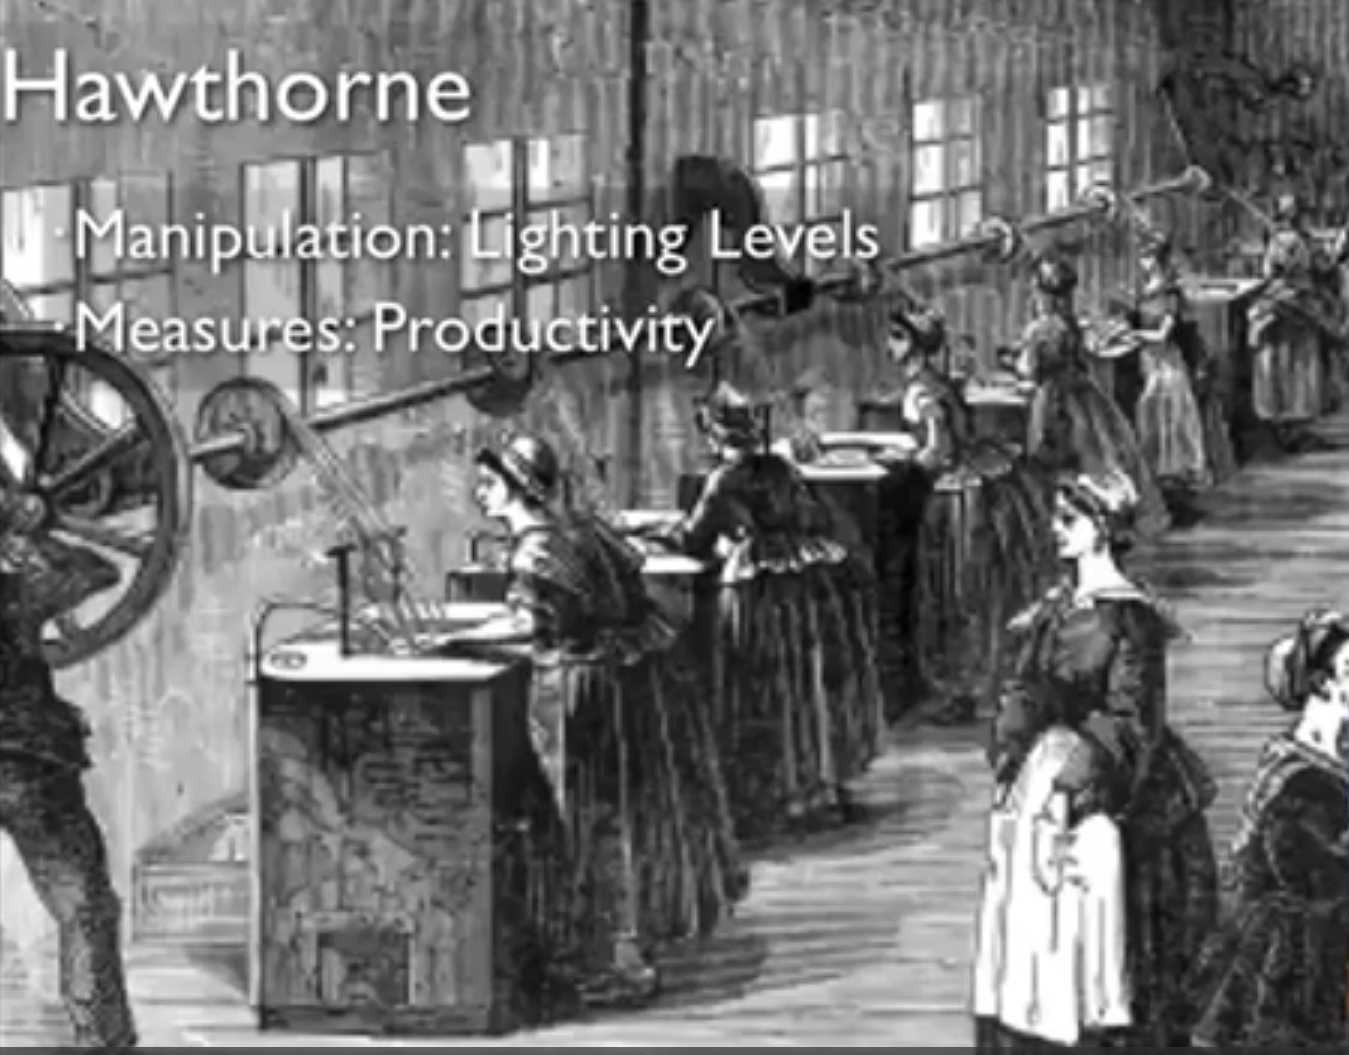 Hawthorne
· Manipulation: Lighting Levels
· Measures: Productivity